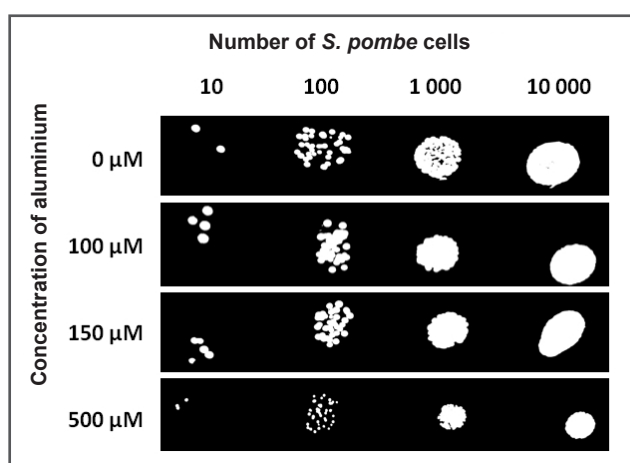 Number of S. pombe cells
10 100 1 000 10 000
Concentration of aluminium
0 µM
100 µM
150 µM
500 µM